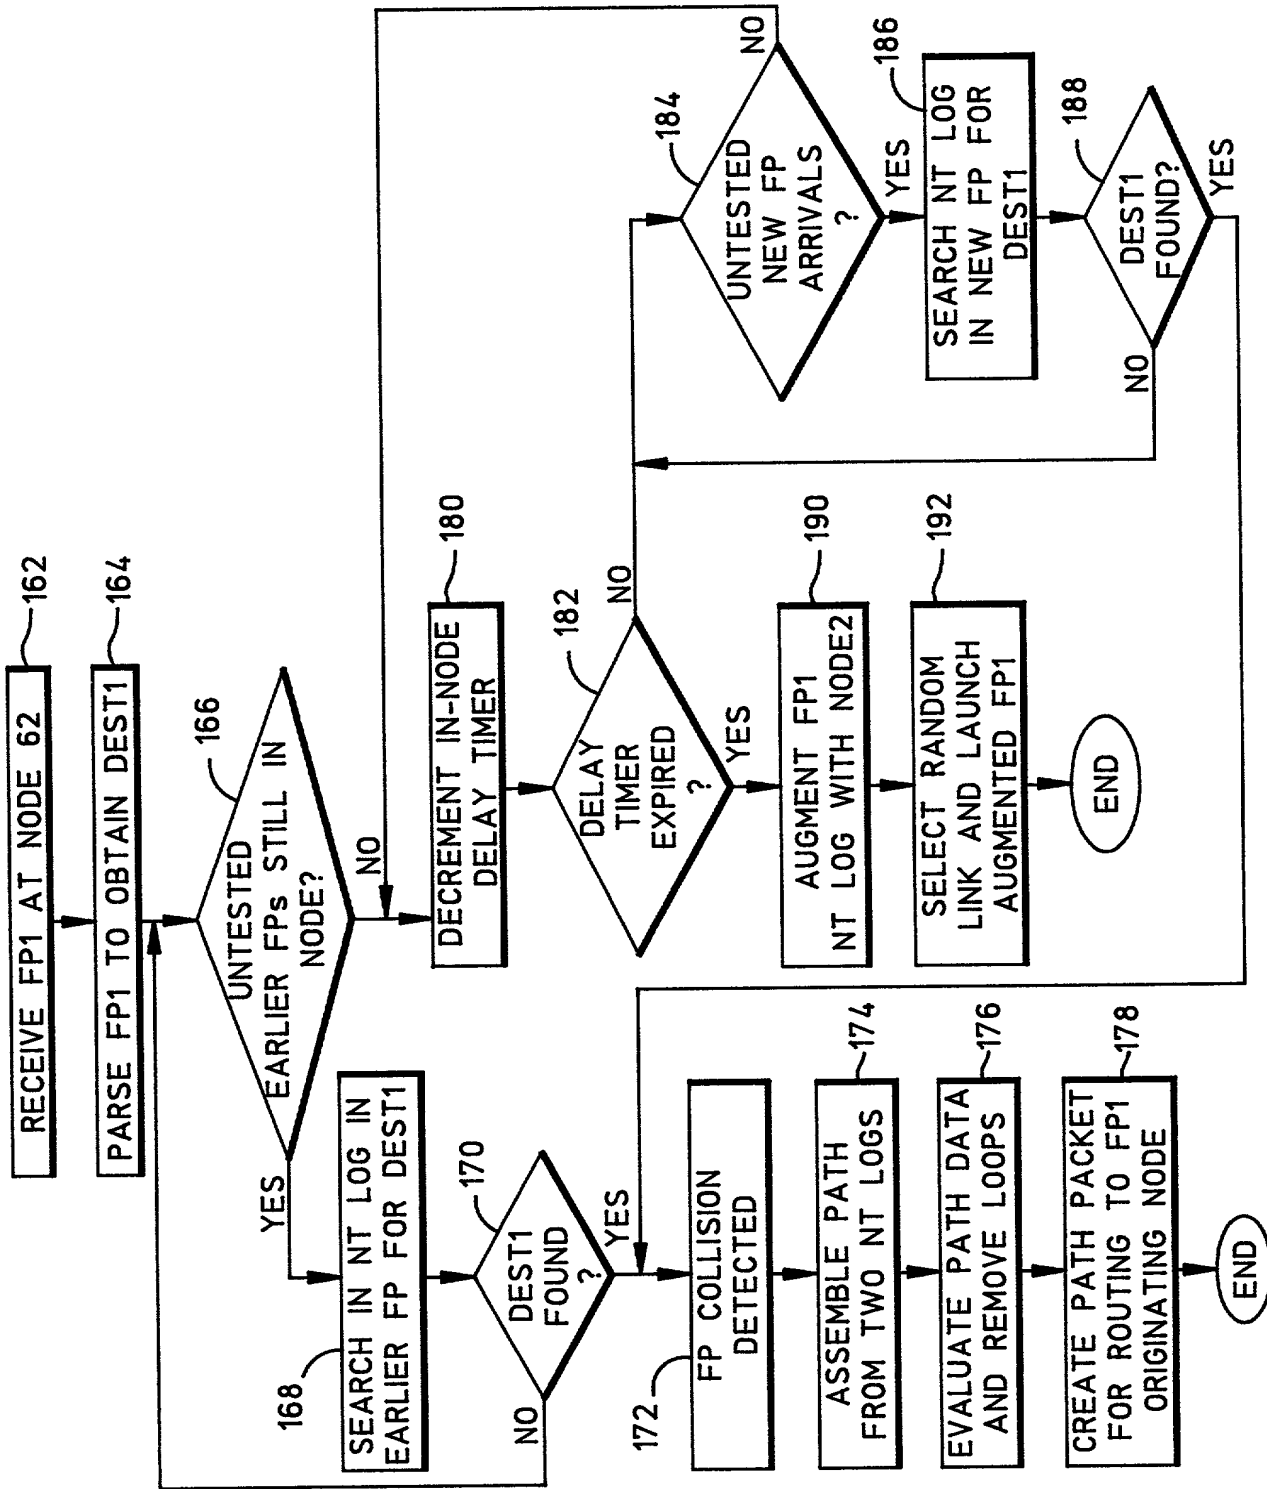 RECEIVE FP1 AT NODE 62
162
PARSE FP1 TO OBTAIN DEST1
164
UNTESTED
EARLIER FPs STILL IN
NODE?
166
YES
NO
SEARCH IN NT LOG IN
EARLIER FP FOR DEST1
168
DEST1
FOUND
?
170
NO
YES
FP COLLISION
DETECTED
172
ASSEMBLE PATH
FROM TWO NT LOGS
174
EVALUATE PATH DATA
AND REMOVE LOOPS
176
CREATE PATH PACKET
FOR ROUTING TO FP1
ORIGINATING NODE
178
END
DECREMENT IN-NODE
DELAY TIMER
180
DELAY
TIMER
EXPIRED
?
182
NO
YES
AUGMENT FP1
NT LOG WITH NODE2
190
SELECT RANDOM
LINK AND LAUNCH
AUGMENTED FP1
192
END
UNTESTED
NEW FP
ARRIVALS
?
184
NO
YES
SEARCH NT LOG
IN NEW FP FOR
DEST1
186
DEST1
FOUND?
188
NO
YES